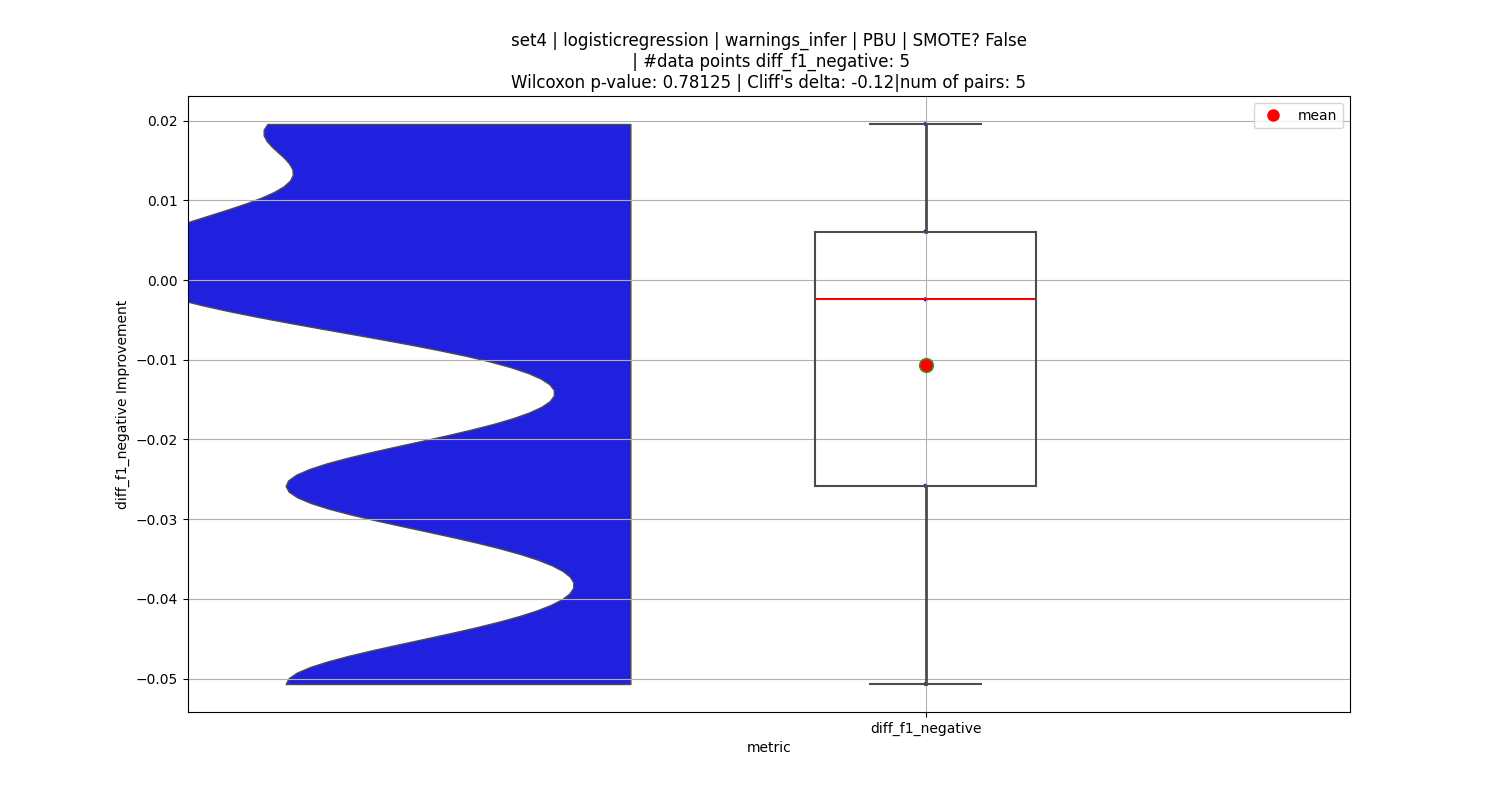 set4 | logisticregression | warnings_infer | PBU | SMOTE? False
| #data points diff_f1_negative: 5
Wilcoxon p-value: 0.78125 | Cliff's delta: -0.12|num of pairs: 5
mean
0.02
0.01
0.00
−0.01
−0.02
−0.03
−0.04
−0.05
diff_f1_negative Improvement
diff_f1_negative
metric